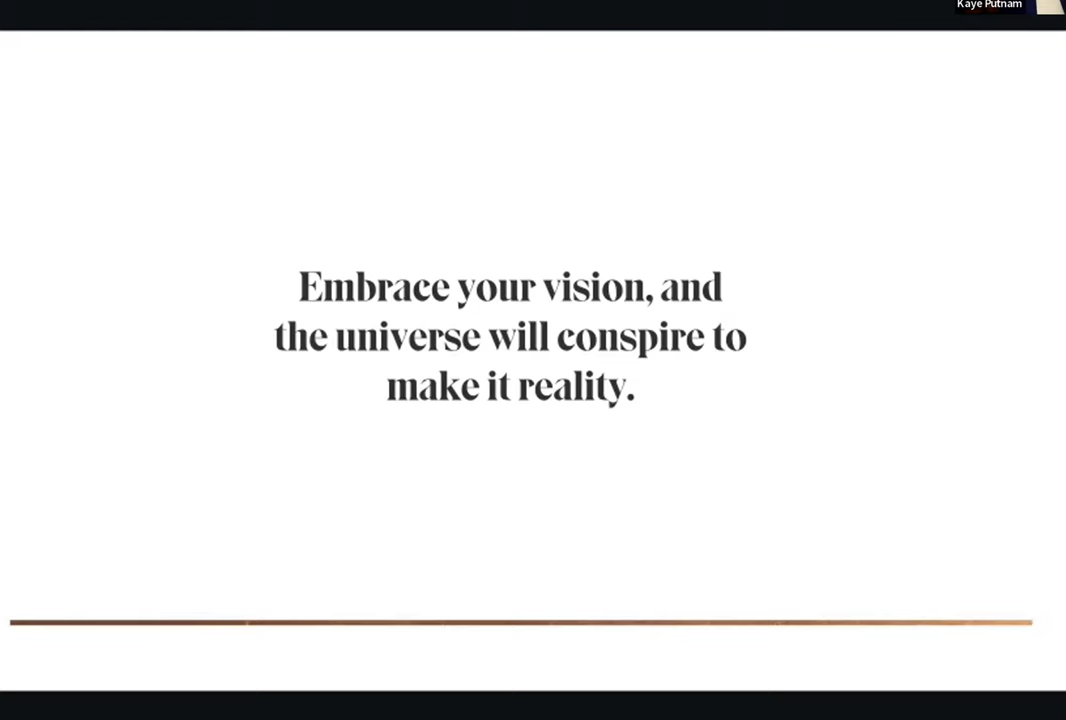 Kaye Putnam
Embrace your vision, and
the universe will conspire to
make it reality.